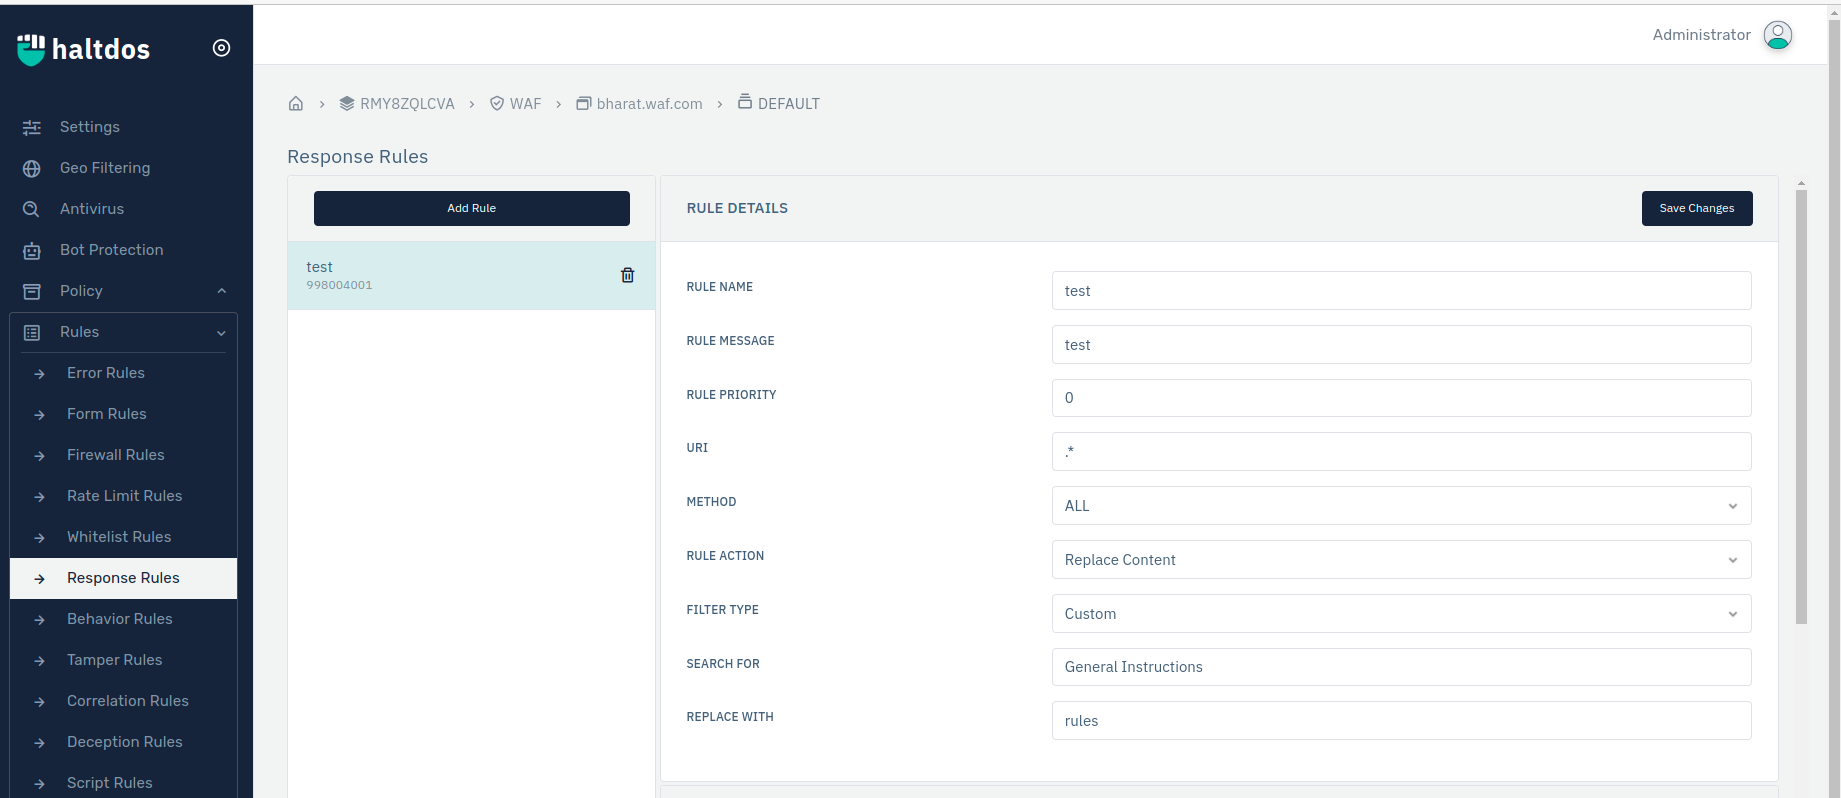 haltdos
Administrator
RMY8ZQLCVA
WAF
bharat.waf.com
DEFAULT
Settings
Geo Filtering
Antivirus
Bot Protection
Policy
Rules
Error Rules
Form Rules
Firewall Rules
Rate Limit Rules
Whitelist Rules
Response Rules
Behavior Rules
Tamper Rules
Correlation Rules
Deception Rules
Script Rules
Response Rules
Add Rule
test
998004001
RULE DETAILS
Save Changes
RULE NAME
test
RULE MESSAGE
test
RULE PRIORITY
0
URI
.*
METHOD
ALL
RULE ACTION
Replace Content
FILTER TYPE
Custom
SEARCH FOR
General Instructions
REPLACE WITH
rules